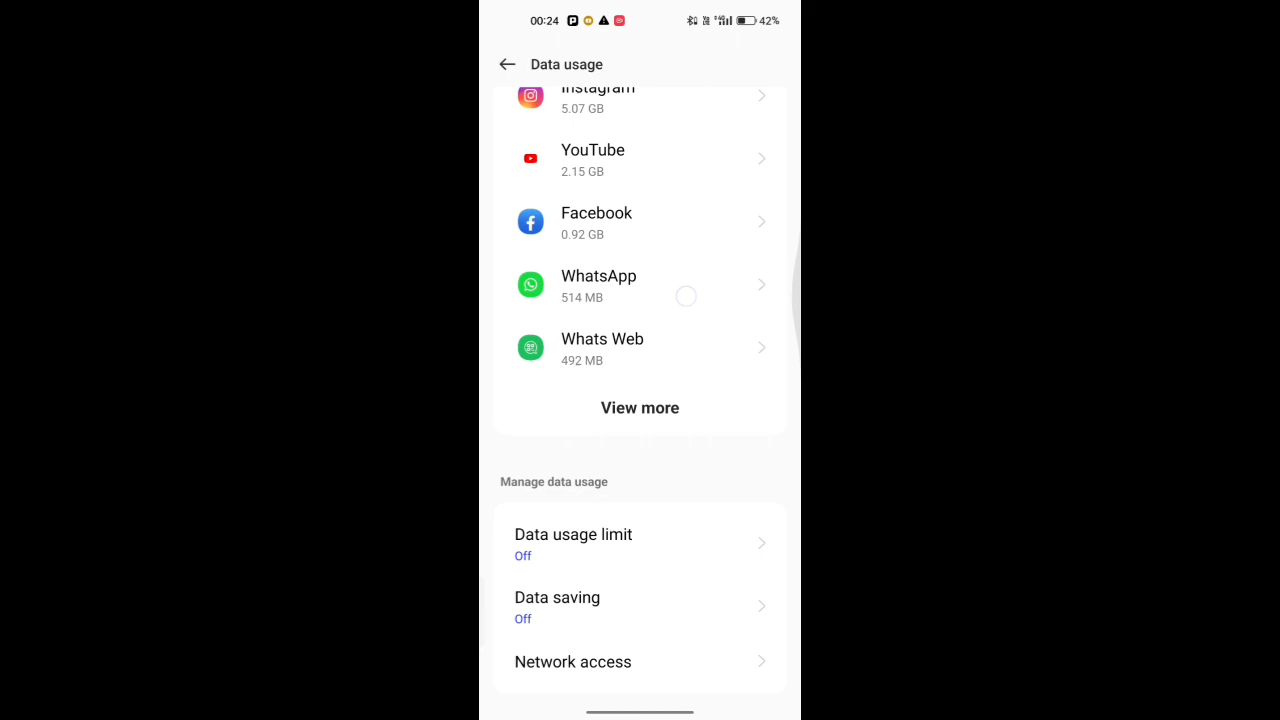 00:24 42%
Data usage
Instagram
5.07 GB
YouTube
2.15 GB
Facebook
0.92 GB
WhatsApp
514 MB
Whats Web
492 MB
View more
Manage data usage
Data usage limit
Off
Data saving
Off
Network access